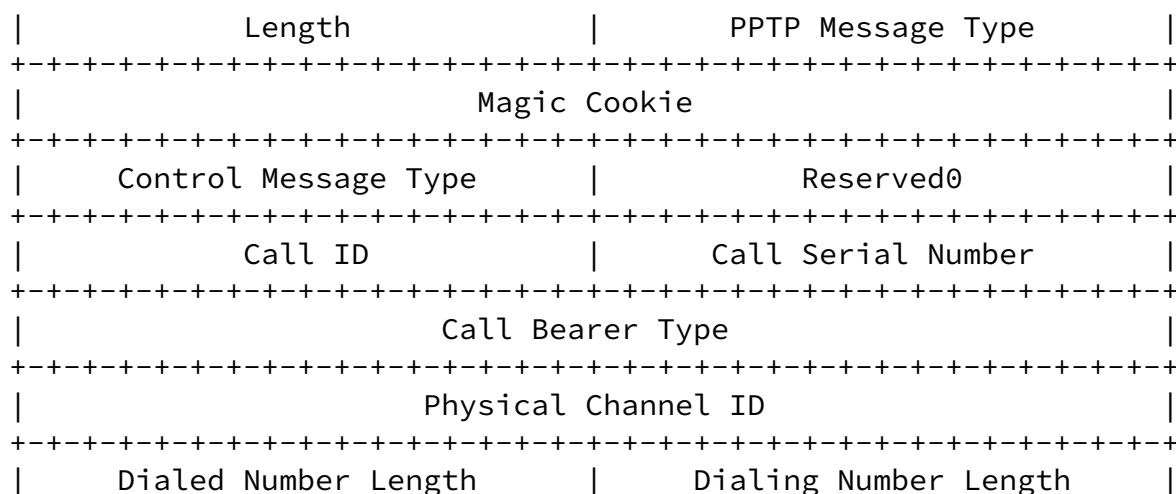 |            Length             |       PPTP Message Type       |
+-+-+-+-+-+-+-+-+-+-+-+-+-+-+-+-+-+-+-+-+-+-+-+-+-+-+-+-+-+-+-+-+
|                         Magic Cookie                          |
+-+-+-+-+-+-+-+-+-+-+-+-+-+-+-+-+-+-+-+-+-+-+-+-+-+-+-+-+-+-+-+-+
|     Control Message Type      |           Reserved0           |
+-+-+-+-+-+-+-+-+-+-+-+-+-+-+-+-+-+-+-+-+-+-+-+-+-+-+-+-+-+-+-+-+
|            Call ID            |      Call Serial Number       |
+-+-+-+-+-+-+-+-+-+-+-+-+-+-+-+-+-+-+-+-+-+-+-+-+-+-+-+-+-+-+-+-+
|                       Call Bearer Type                        |
+-+-+-+-+-+-+-+-+-+-+-+-+-+-+-+-+-+-+-+-+-+-+-+-+-+-+-+-+-+-+-+-+
|                      Physical Channel ID                      |
+-+-+-+-+-+-+-+-+-+-+-+-+-+-+-+-+-+-+-+-+-+-+-+-+-+-+-+-+-+-+-+-+
|     Dialed Number Length      |     Dialing Number Length     |